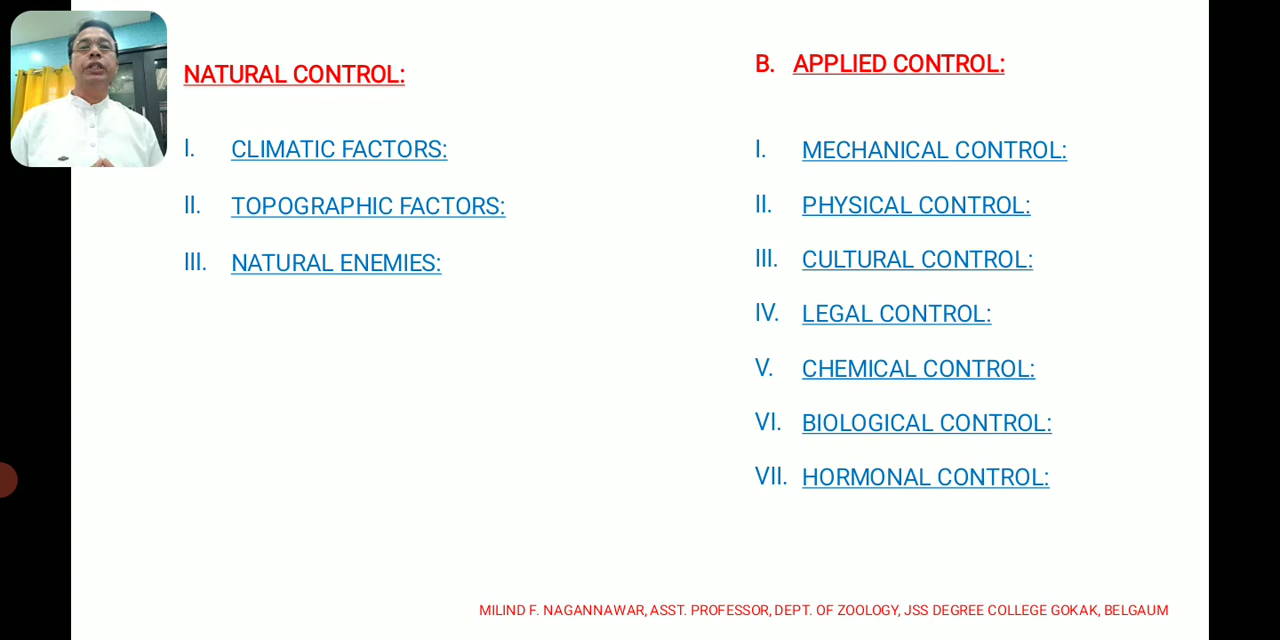 NATURAL CONTROL:
I. CLIMATIC FACTORS:
II. TOPOGRAPHIC FACTORS:
III. NATURAL ENEMIES:
B. APPLIED CONTROL:
I. MECHANICAL CONTROL:
II. PHYSICAL CONTROL:
III. CULTURAL CONTROL:
IV. LEGAL CONTROL:
V. CHEMICAL CONTROL:
VI. BIOLOGICAL CONTROL:
VII. HORMONAL CONTROL:
MILIND F. NAGANNAWAR, ASST. PROFESSOR, DEPT. OF ZOOLOGY, JSS DEGREE COLLEGE GOKAK, BELGAUM